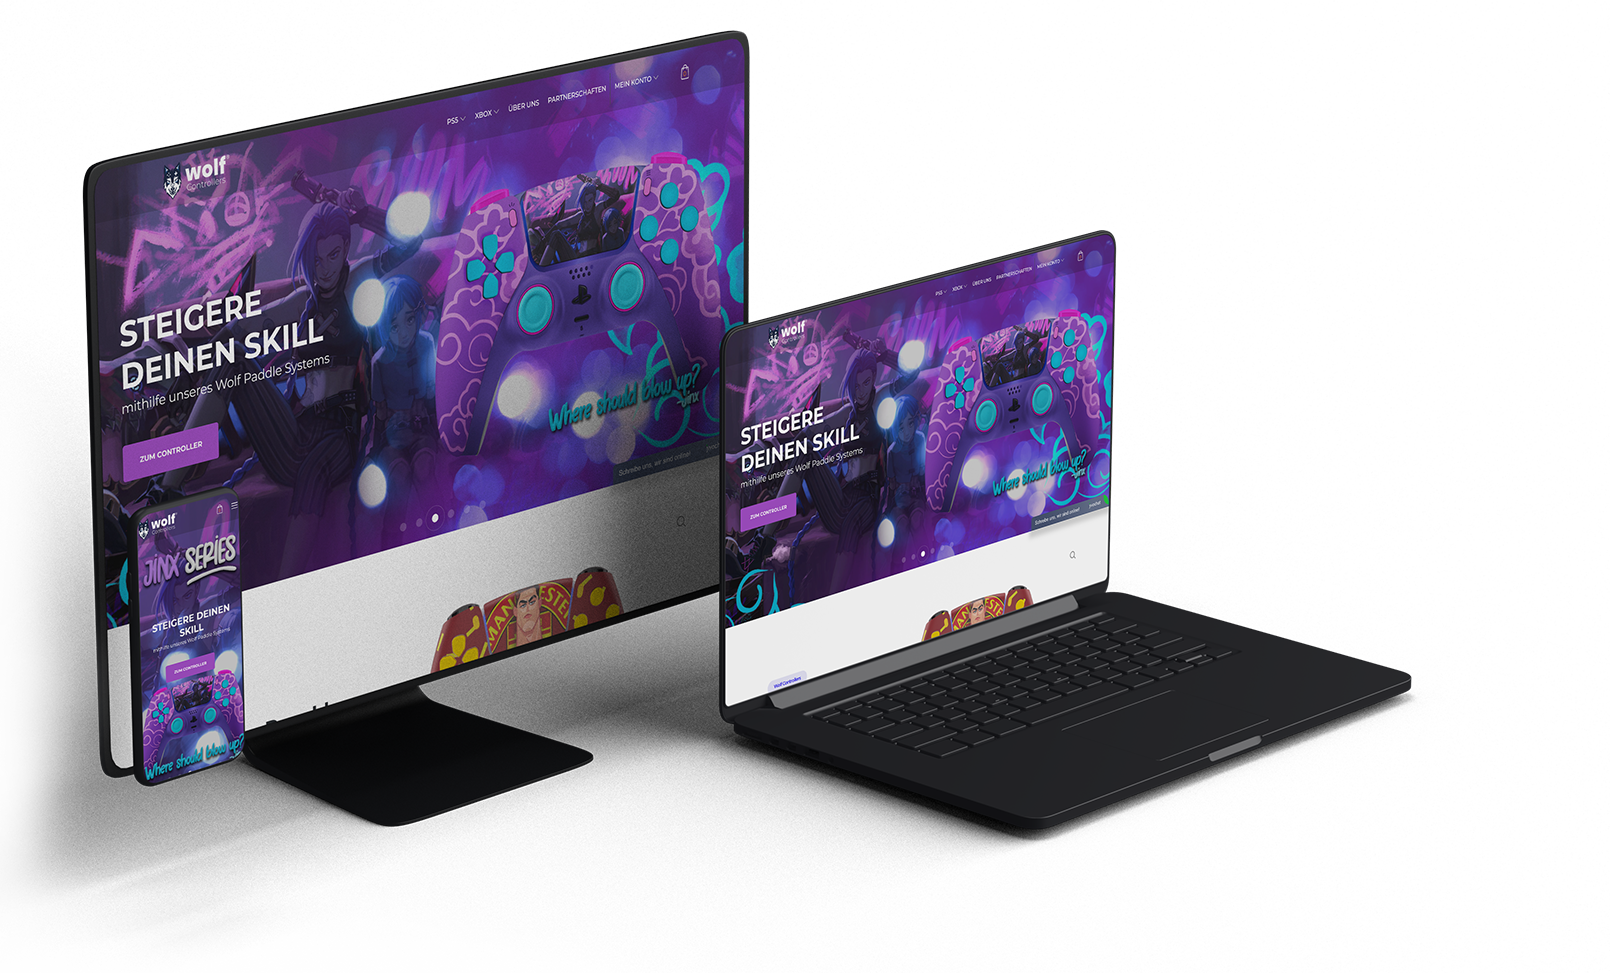 PS5
XBOX
ÜBER UNS
PARTNERSCHAFTEN
MEIN KONTO
wolf
Controllers
STEIGERE
DEINEN SKILL
mithilfe unseres Wolf Paddle Systems
ZUM CONTROLLER
Where should blow up?
Jinx
Schreibe uns, wir sind online!
MAN
ESTE
wolf
Controllers
JINX SERIES
STEIGERE DEINEN
SKILL
mithilfe unseres Wolf Paddle Systems
ZUM CONTROLLER
Where should blow up?
PS5
XBOX
ÜBER UNS
PARTNERSCHAFTEN
MEIN KONTO
wolf
Controllers
STEIGERE
DEINEN SKILL
mithilfe unseres Wolf Paddle Systems
ZUM CONTROLLER
Where should blow up?
Jinx
Schreibe uns, wir sind online!
MAN
ESTE
Wolf Controllers